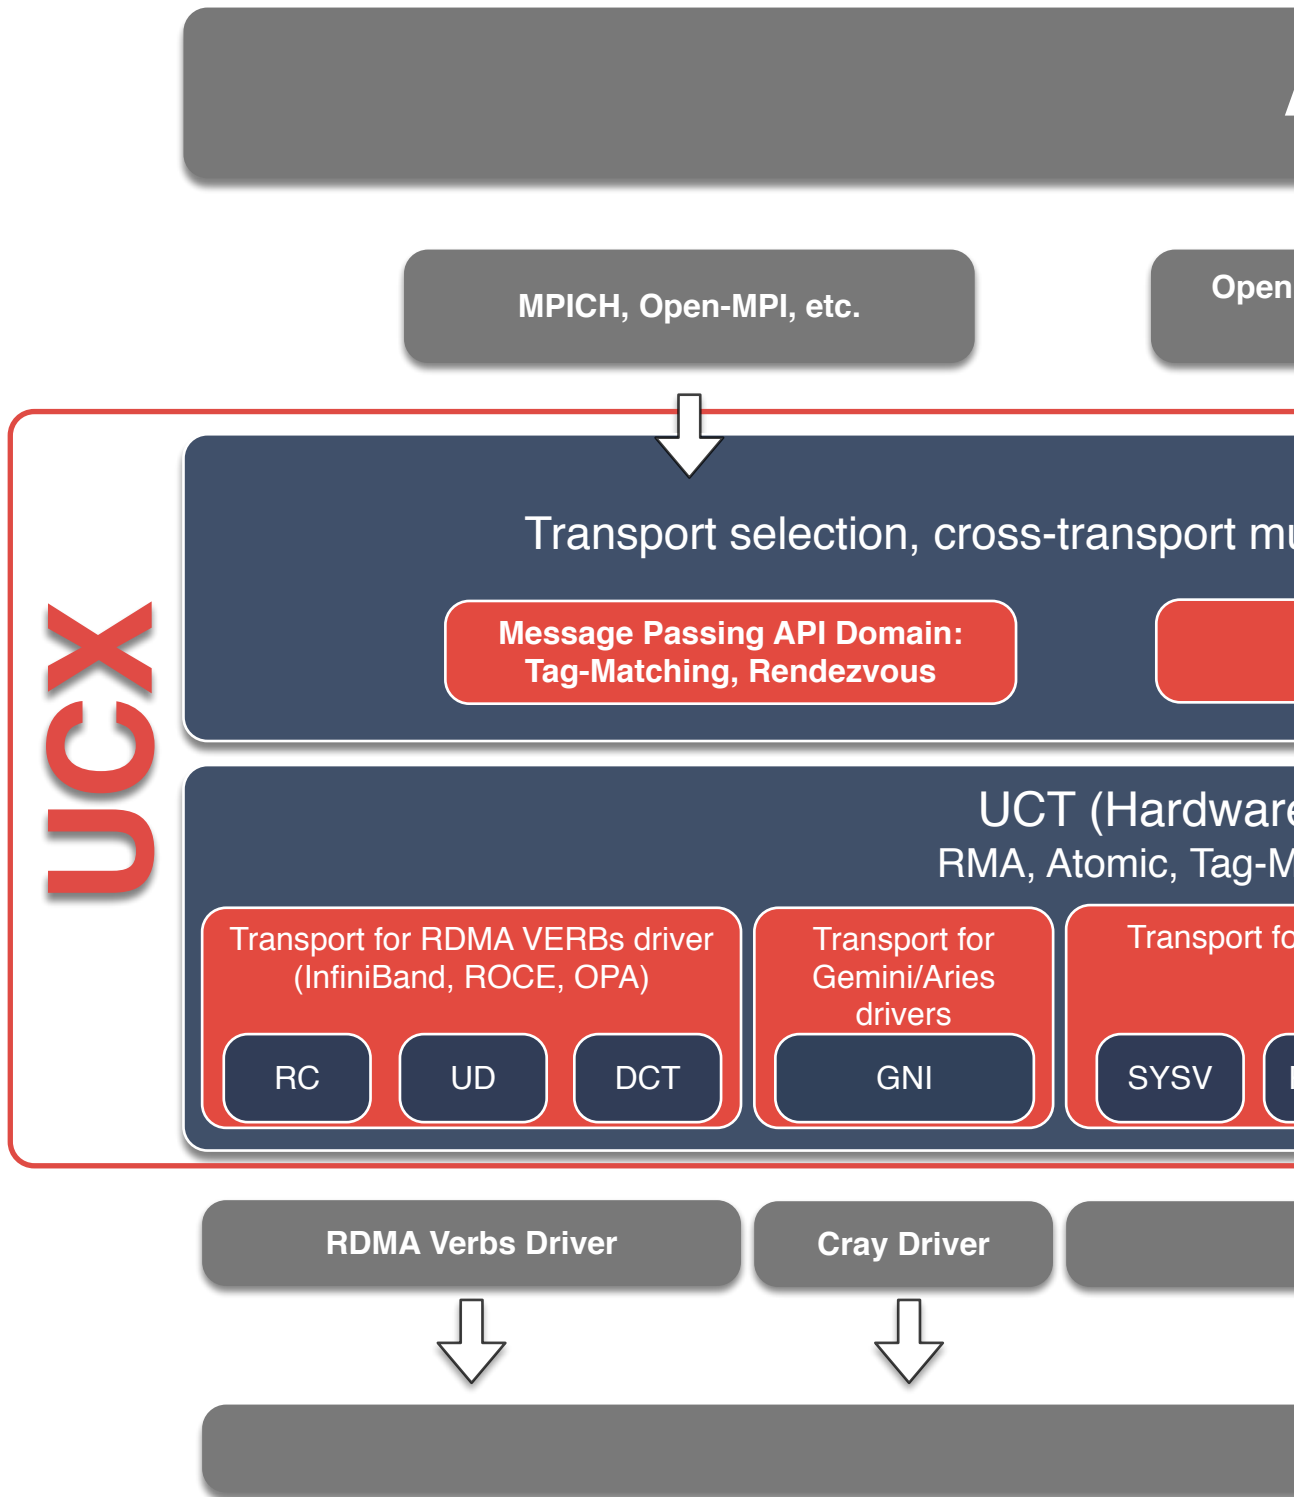 MPICH, Open-MPI, etc.
Open
UCX
Transport selection, cross-transport mu
Message Passing API Domain:
Tag-Matching, Rendezvous
UCT (Hardware
RMA, Atomic, Tag-M
Transport for RDMA VERBs driver
(InfiniBand, ROCE, OPA)
Transport for
Gemini/Aries
drivers
Transport fo
RC
UD
DCT
GNI
SYSV
RDMA Verbs Driver
Cray Driver